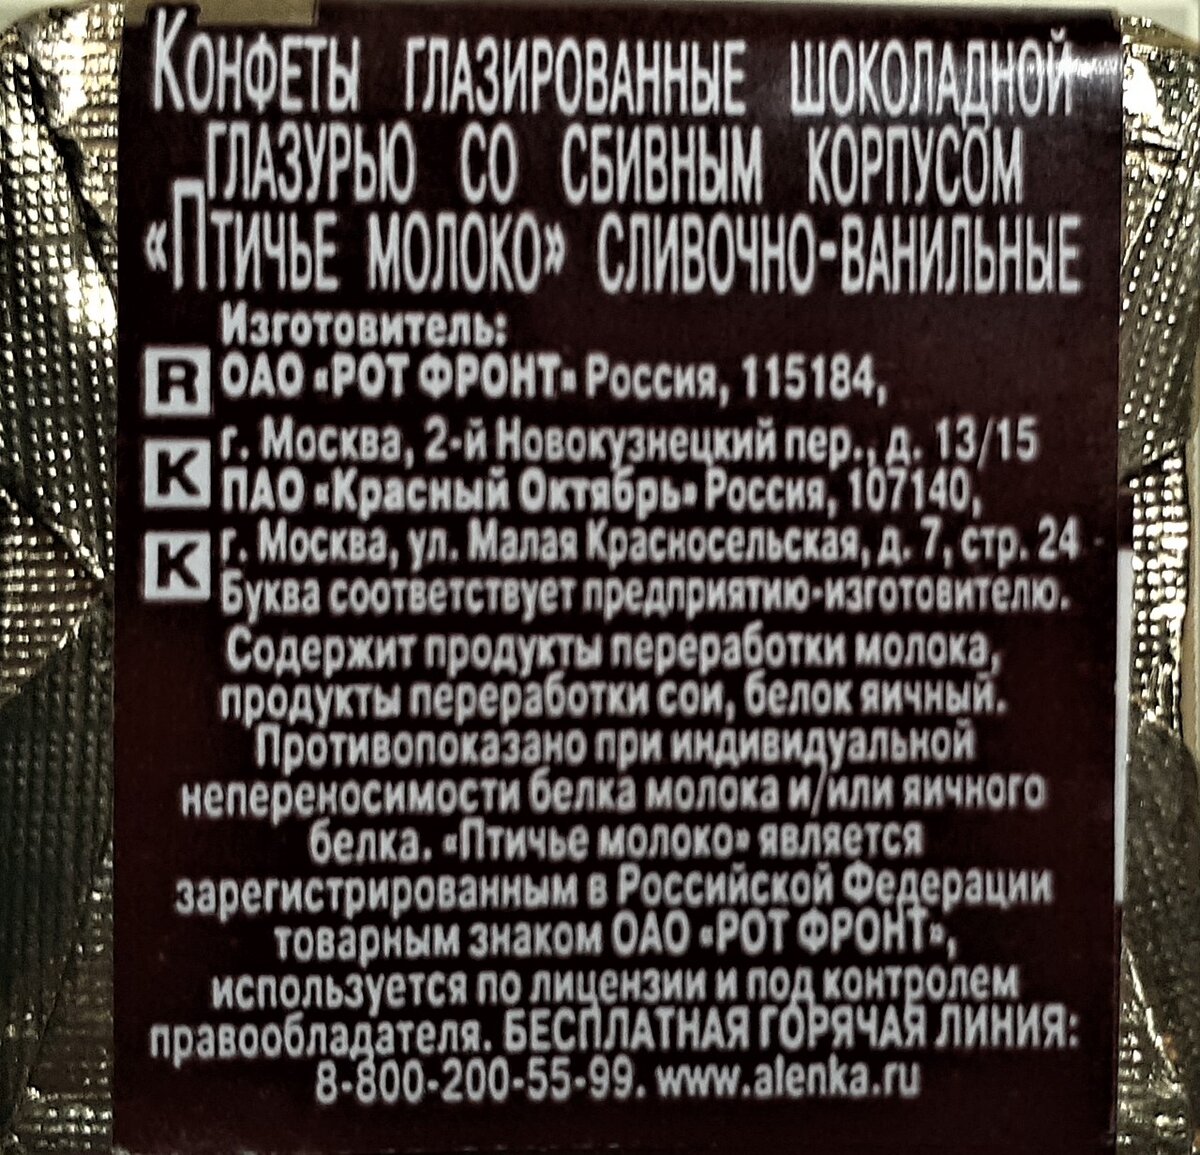 Конфеты глазированные шоколадной
глазурью со сбивным корпусом
«Птичье молоко» сливочно-ванильные
Изготовитель:
R ОАО «РОТ ФРОНТ» Россия, 115184,
г. Москва, 2-й Новокузнецкий пер., д. 13/15
K ПАО «Красный Октябрь» Россия, 107140,
г. Москва, ул. Малая Красносельская, д. 7, стр. 24
K Буква соответствует предприятию-изготовителю.
Содержит продукты переработки молока,
продукты переработки сои, белок яичный.
Противопоказано при индивидуальной
непереносимости белка молока и/или яичного
белка. «Птичье молоко» является
зарегистрированным в Российской Федерации
товарным знаком ОАО «РОТ ФРОНТ»,
используется по лицензии и под контролем
правообладателя. БЕСПЛАТНАЯ ГОРЯЧАЯ ЛИНИЯ:
8-800-200-55-99. www.alenka.ru